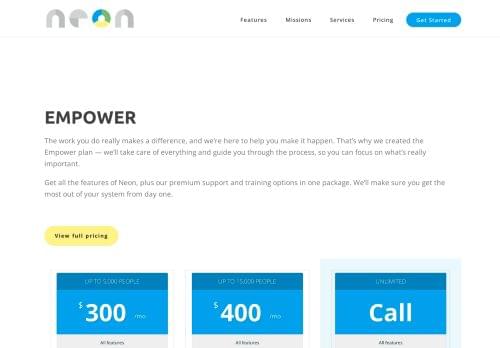 neon
Features Missions Services Pricing Get Started
EMPOWER
The work you do really makes a difference, and we're here to help you make it happen. That's why we created the
Empower plan — we'll take care of everything and guide you through the process, so you can focus on what's really
important.
Get all the features of Neon, plus our premium support and training options in one package. We'll make sure you get the
most out of your system from day one.
View full pricing
UP TO 5,000 PEOPLE UP TO 15,000 PEOPLE UNLIMITED
$300 /mo $400 /mo Call
All features All features All features